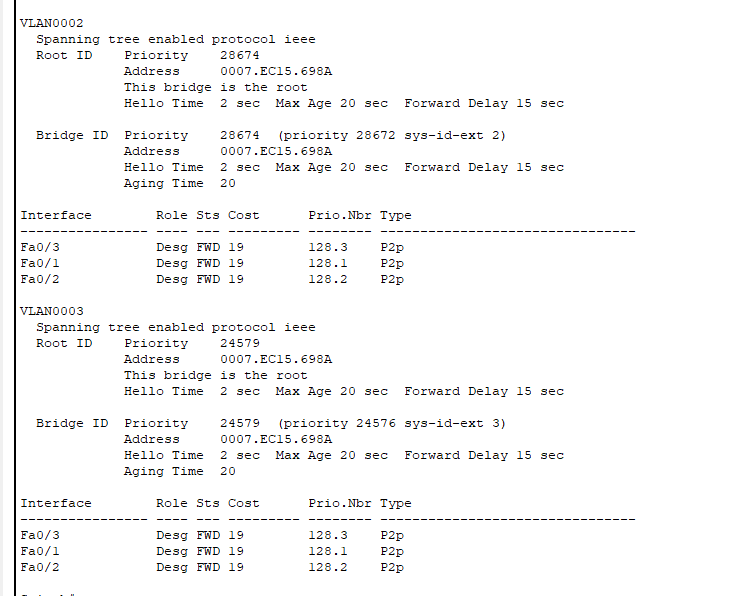 VLAN0002
  Spanning tree enabled protocol ieee
  Root ID    Priority    28674
             Address     0007.EC15.698A
             This bridge is the root
             Hello Time  2 sec  Max Age 20 sec  Forward Delay 15 sec

  Bridge ID  Priority    28674  (priority 28672 sys-id-ext 2)
             Address     0007.EC15.698A
             Hello Time  2 sec  Max Age 20 sec  Forward Delay 15 sec
             Aging Time  20

Interface        Role Sts Cost      Prio.Nbr Type
---------------- ---- --- --------- -------- --------------------------------
Fa0/3            Desg FWD 19        128.3    P2p
Fa0/1            Desg FWD 19        128.1    P2p
Fa0/2            Desg FWD 19        128.2    P2p

VLAN0003
  Spanning tree enabled protocol ieee
  Root ID    Priority    24579
             Address     0007.EC15.698A
             This bridge is the root
             Hello Time  2 sec  Max Age 20 sec  Forward Delay 15 sec

  Bridge ID  Priority    24579  (priority 24576 sys-id-ext 3)
             Address     0007.EC15.698A
             Hello Time  2 sec  Max Age 20 sec  Forward Delay 15 sec
             Aging Time  20

Interface        Role Sts Cost      Prio.Nbr Type
---------------- ---- --- --------- -------- --------------------------------
Fa0/3            Desg FWD 19        128.3    P2p
Fa0/1            Desg FWD 19        128.1    P2p
Fa0/2            Desg FWD 19        128.2    P2p